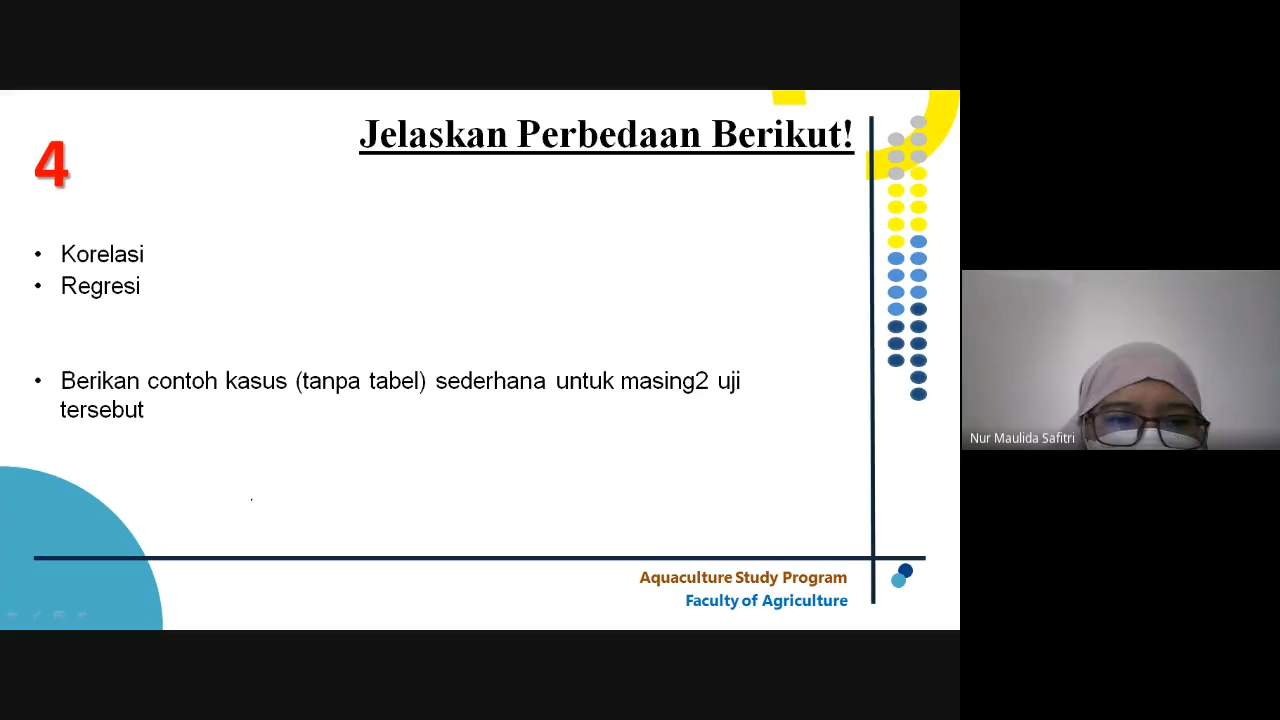 Jelaskan Perbedaan Berikut!
4
• Korelasi
• Regresi
• Berikan contoh kasus (tanpa tabel) sederhana untuk masing2 uji
tersebut
Aquaculture Study Program
Faculty of Agriculture
Nur Maulida Safitri